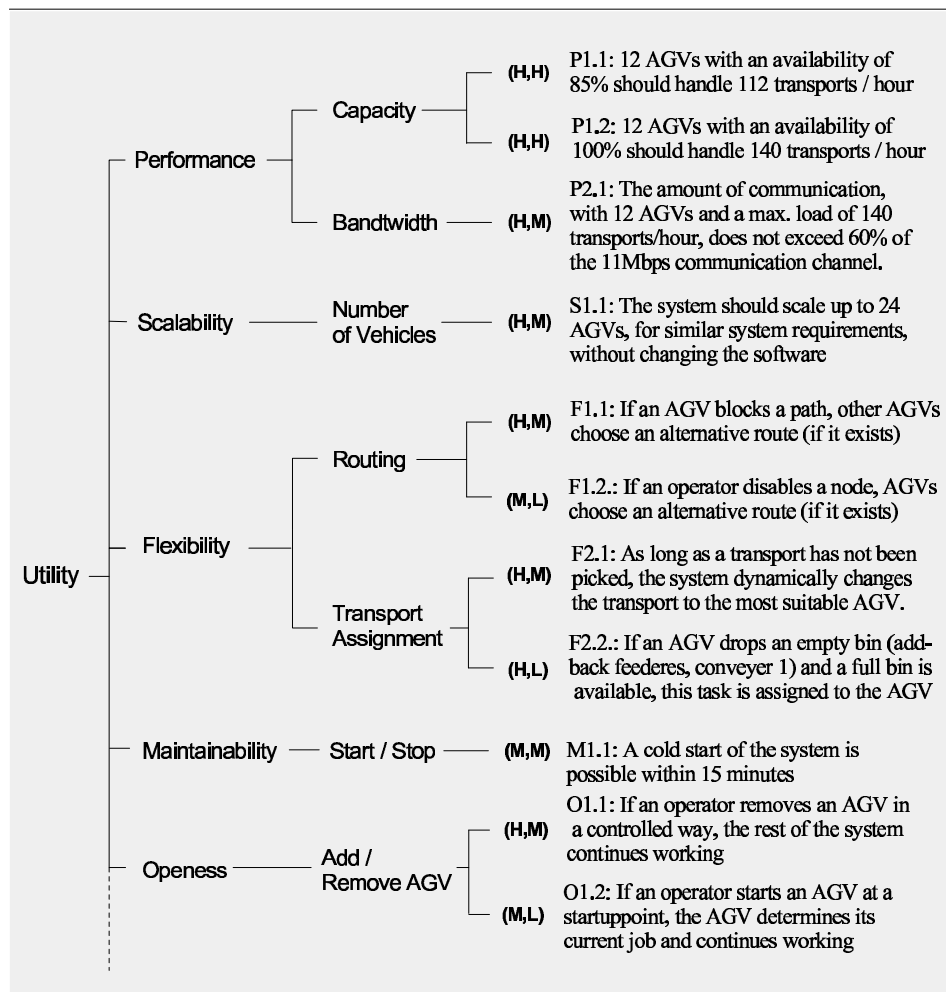 Utility
Performance
Capacity
(H,H)
P1.1: 12 AGVs with an availability of
85% should handle 112 transports / hour
(H,H)
P1.2: 12 AGVs with an availability of
100% should handle 140 transports / hour
Bandtwidth
(H,M)
P2.1: The amount of communication,
with 12 AGVs and a max. load of 140
transports/hour, does not exceed 60% of
the 11Mbps communication channel.
Scalability
Number
of Vehicles
(H,M)
S1.1: The system should scale up to 24
AGVs, for similar system requirements,
without changing the software
Flexibility
Routing
(H,M)
F1.1: If an AGV blocks a path, other AGVs
choose an alternative route (if it exists)
(M,L)
F1.2.: If an operator disables a node, AGVs
choose an alternative route (if it exists)
Transport
Assignment
(H,M)
F2.1: As long as a transport has not been
picked, the system dynamically changes
the transport to the most suitable AGV.
(H,L)
F2.2.: If an AGV drops an empty bin (add-
back feederes, conveyer 1) and a full bin is
available, this task is assigned to the AGV
Maintainability
Start / Stop
(M,M)
M1.1: A cold start of the system is
possible within 15 minutes
Openess
Add /
Remove AGV
(H,M)
O1.1: If an operator removes an AGV in
a controlled way, the rest of the system
continues working
(M,L)
O1.2: If an operator starts an AGV at a
startuppoint, the AGV determines its
current job and continues working